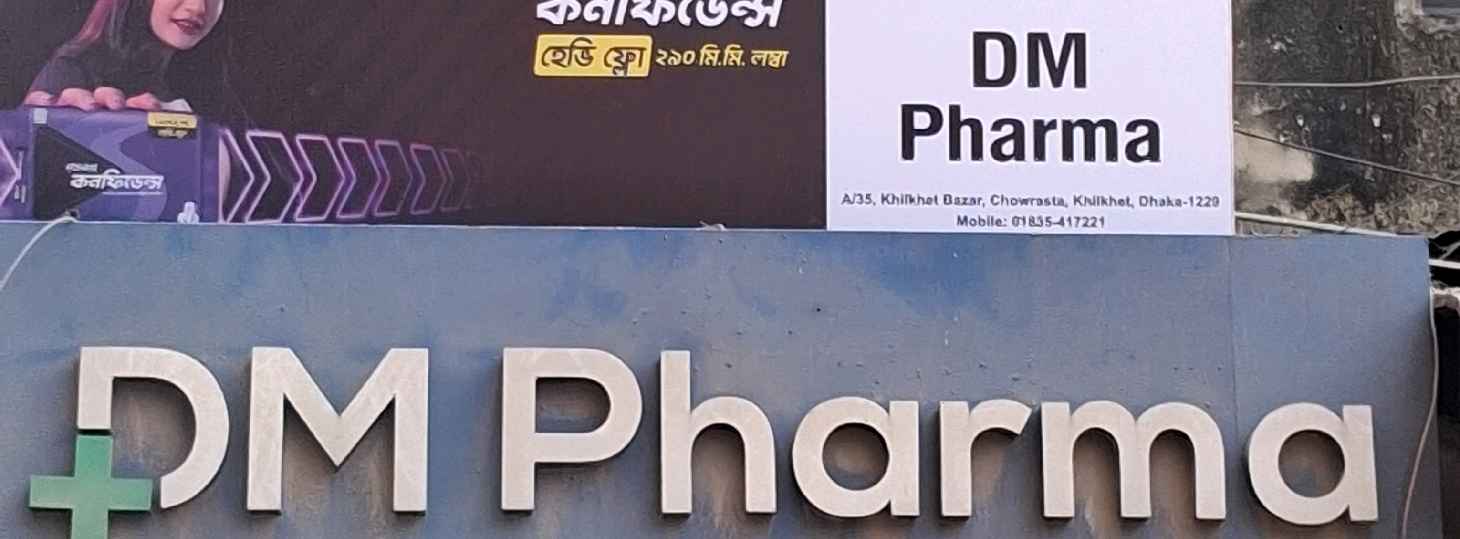 কনফিডেন্স
হেভি ফ্লো ২৯০ মি.মি. লম্বা
কনফিডেন্স
DM
Pharma
A/35, Khilkhet Bazar, Chowrasta, Khilkhet, Dhaka-1229
Mobile: 01835-417221
DM Pharma